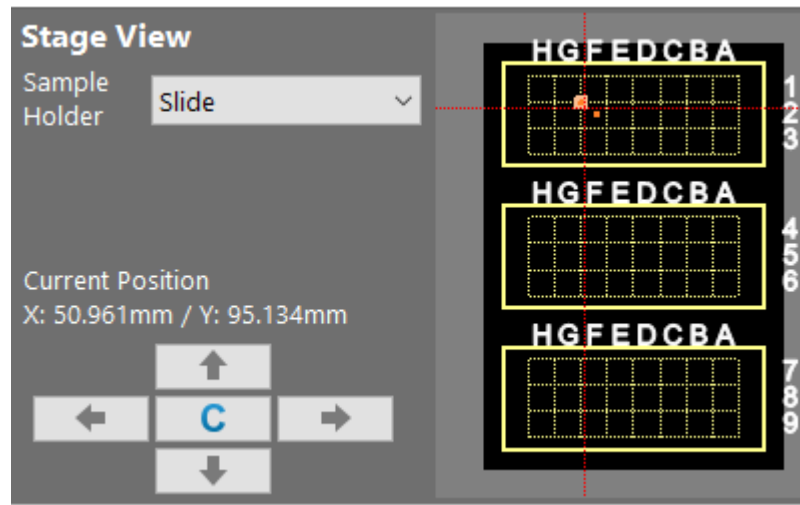 Stage View
Sample
Holder
Slide
Current Position
X: 50.961mm / Y: 95.134mm
C
HGFEDCBA
1
2
3
HGFEDCBA
4
5
6
HGFEDCBA
7
8
9